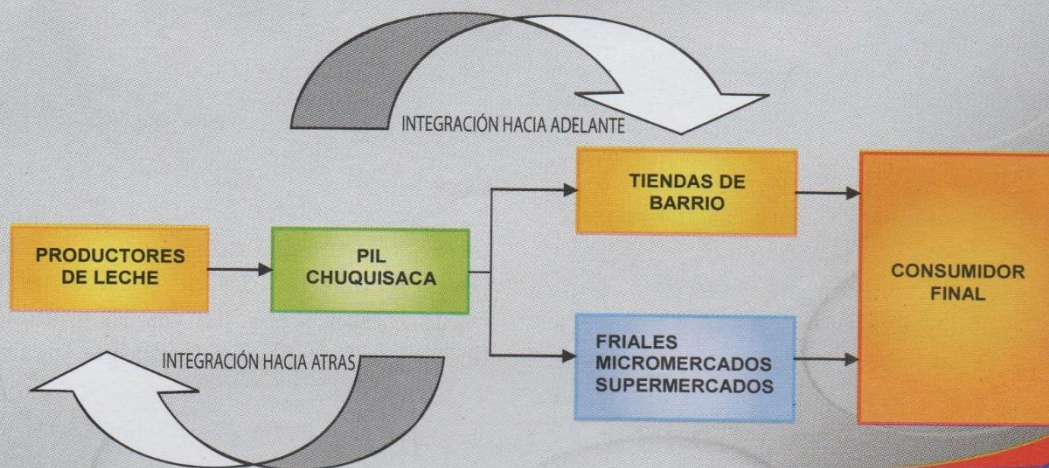 INTEGRACIÓN HACIA ADELANTE
TIENDAS DE
BARRIO
PRODUCTORES
DE LECHE
PIL
CHUQUISACA
CONSUMIDOR
FINAL
FRIALES
MICROMERCADOS
SUPERMERCADOS
INTEGRACIÓN HACIA ATRAS